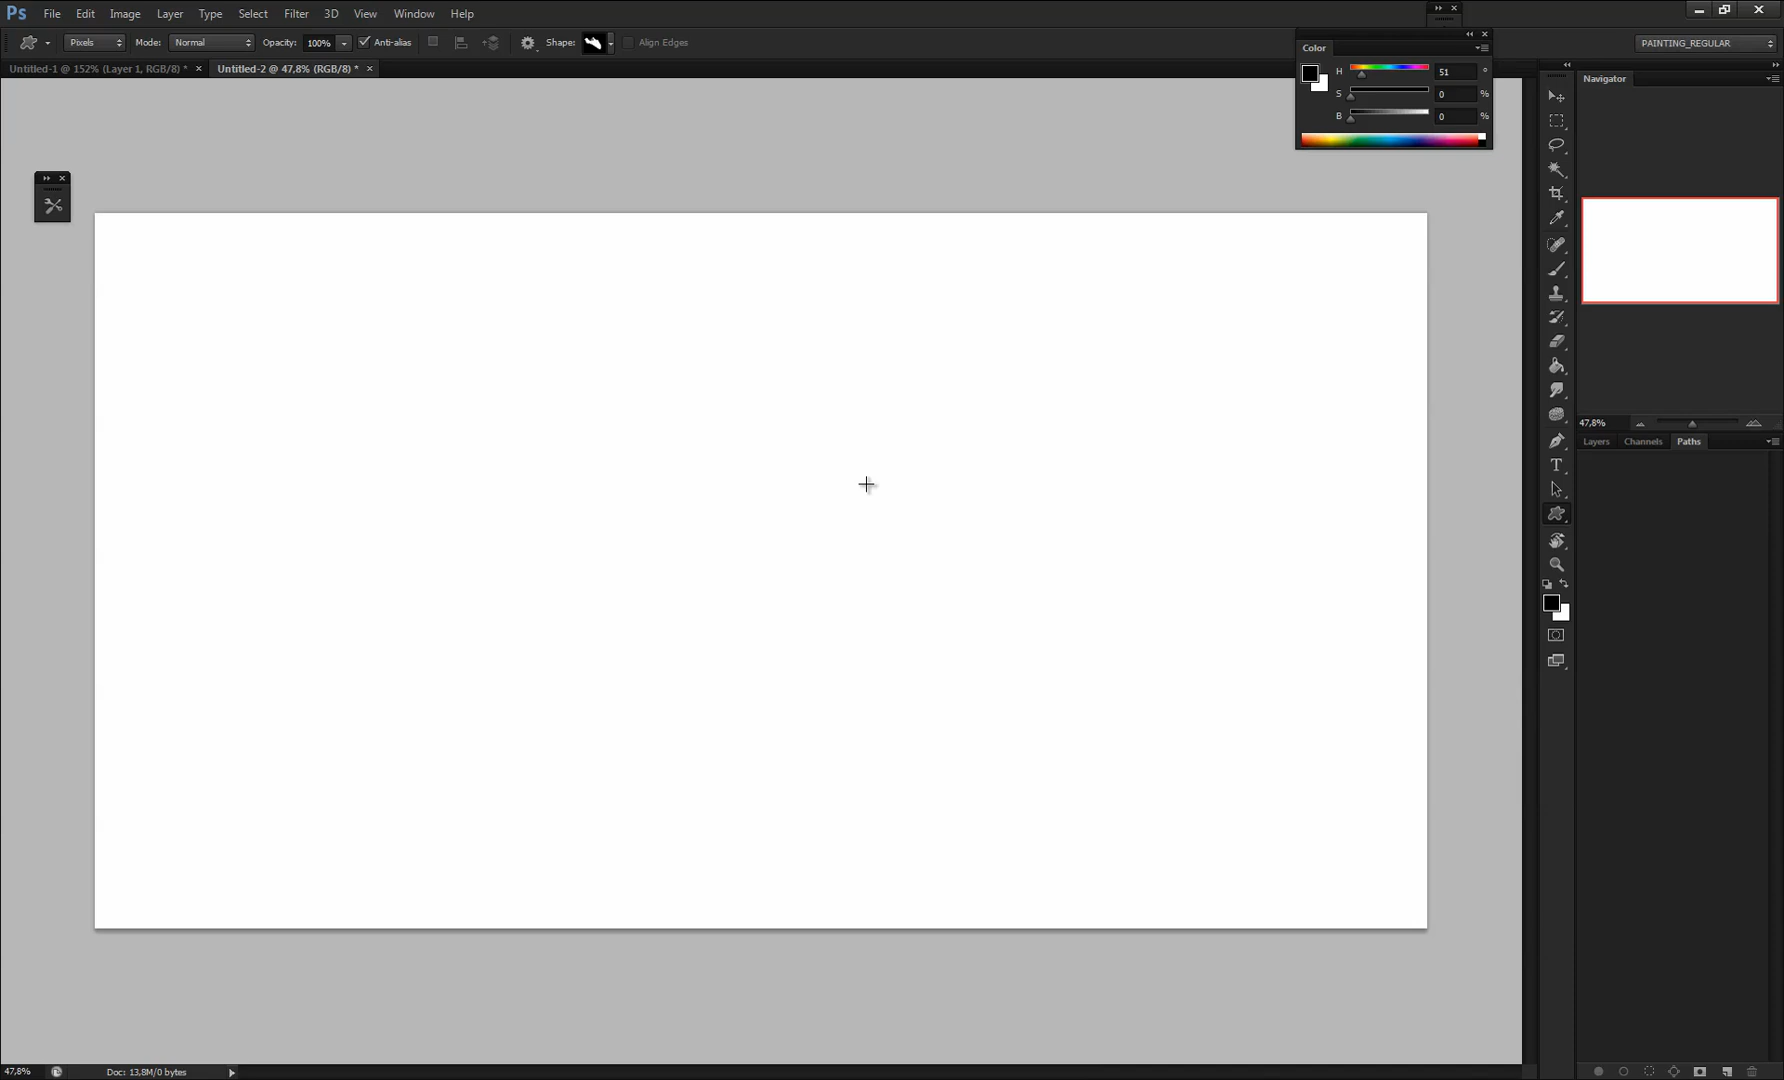 Ps File Edit Image Layer Type Select Filter 3D View Window Help
Pixels Mode: Normal Opacity: 100% Anti-alias Shape: Align Edges PAINTING_REGULAR
Untitled-1 @ 152% (Layer 1, RGB/8) * × Untitled-2 @ 47,8% (RGB/8) * ×
Color
H 51 °
S 0 %
B 0 %
Navigator
47,8%
Layers Channels Paths
T
47,8% Doc: 13,8M/0 bytes